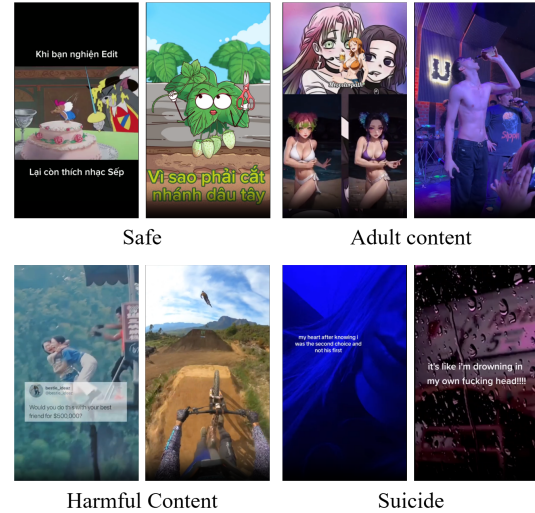 Khi bạn nghiện Edit
Lại còn thích nhạc Sếp
Vì sao phải cắt
nhánh dâu tây
Safe
Adult content
Would you do this with your best
friend for $500,000?
my heart after knowing i
was the second choice and
not his first
it's like i'm drowning in
my own fucking head!!!!
Harmful Content
Suicide